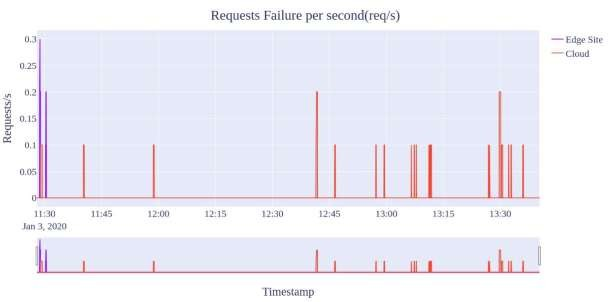 Requests Failure per second(req/s)
Edge Site
Cloud
Requests/s
0.3
0.25
0.2
0.15
0.1
0.05
0
11:30 11:45 12:00 12:15 12:30 12:45 13:00 13:15 13:30
Jan 3, 2020
Timestamp